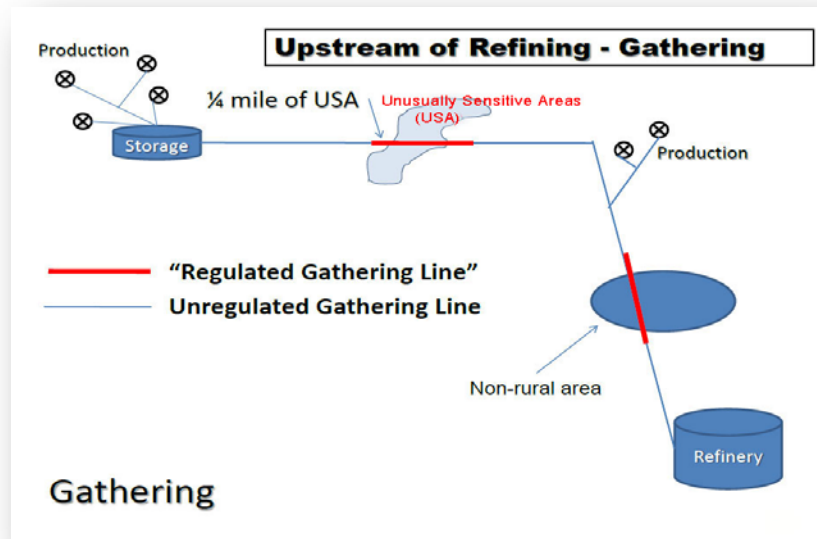 Upstream of Refining - Gathering
Production
¼ mile of USA
Unusually Sensitive Areas
(USA)
Storage
Production
“Regulated Gathering Line”
Unregulated Gathering Line
Non-rural area
Refinery
Gathering